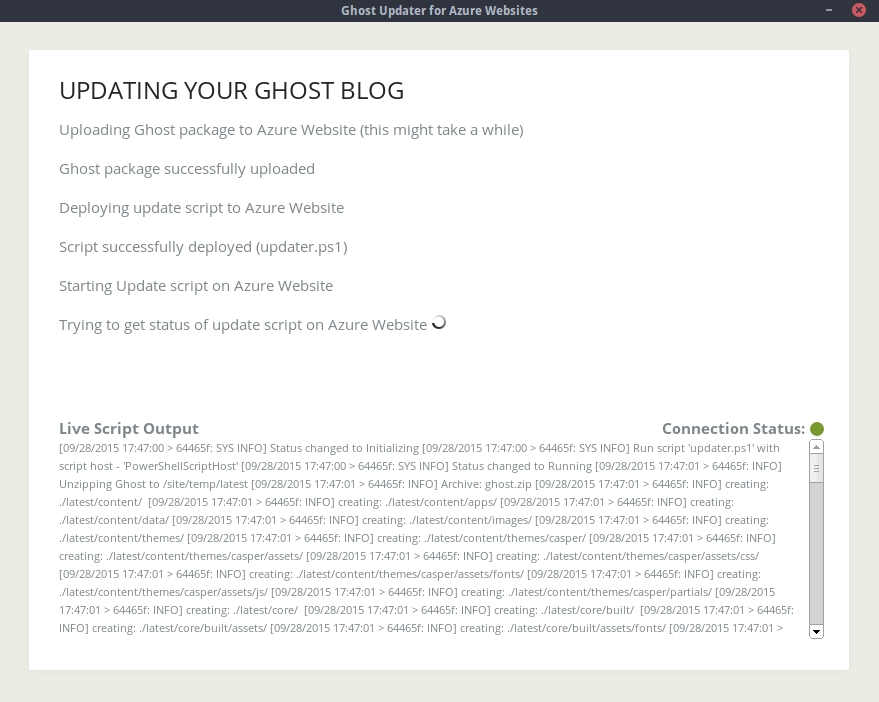 Ghost Updater for Azure Websites
UPDATING YOUR GHOST BLOG
Uploading Ghost package to Azure Website (this might take a while)
Ghost package successfully uploaded
Deploying update script to Azure Website
Script successfully deployed (updater.ps1)
Starting Update script on Azure Website
Trying to get status of update script on Azure Website
Live Script Output
Connection Status:
[09/28/2015 17:47:00 > 64465f: SYS INFO] Status changed to Initializing [09/28/2015 17:47:00 > 64465f: SYS INFO] Run script 'updater.ps1' with
script host - 'PowerShellScriptHost' [09/28/2015 17:47:00 > 64465f: SYS INFO] Status changed to Running [09/28/2015 17:47:01 > 64465f: INFO]
Unzipping Ghost to /site/temp/latest [09/28/2015 17:47:01 > 64465f: INFO] Archive: ghost.zip [09/28/2015 17:47:01 > 64465f: INFO] creating:
./latest/content/ [09/28/2015 17:47:01 > 64465f: INFO] creating: ./latest/content/apps/ [09/28/2015 17:47:01 > 64465f: INFO] creating:
./latest/content/data/ [09/28/2015 17:47:01 > 64465f: INFO] creating: ./latest/content/images/ [09/28/2015 17:47:01 > 64465f: INFO] creating:
./latest/content/themes/ [09/28/2015 17:47:01 > 64465f: INFO] creating: ./latest/content/themes/casper/ [09/28/2015 17:47:01 > 64465f: INFO]
creating: ./latest/content/themes/casper/assets/ [09/28/2015 17:47:01 > 64465f: INFO] creating: ./latest/content/themes/casper/assets/css/
[09/28/2015 17:47:01 > 64465f: INFO] creating: ./latest/content/themes/casper/assets/fonts/ [09/28/2015 17:47:01 > 64465f: INFO] creating:
./latest/content/themes/casper/assets/js/ [09/28/2015 17:47:01 > 64465f: INFO] creating: ./latest/content/themes/casper/partials/ [09/28/2015
17:47:01 > 64465f: INFO] creating: ./latest/core/ [09/28/2015 17:47:01 > 64465f: INFO] creating: ./latest/core/built/ [09/28/2015 17:47:01 > 64465f:
INFO] creating: ./latest/core/built/assets/ [09/28/2015 17:47:01 > 64465f: INFO] creating: ./latest/core/built/assets/fonts/ [09/28/2015 17:47:01 >